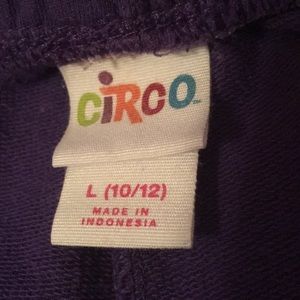 CiRCO
L (10/12)
MADE IN
INDONESIA